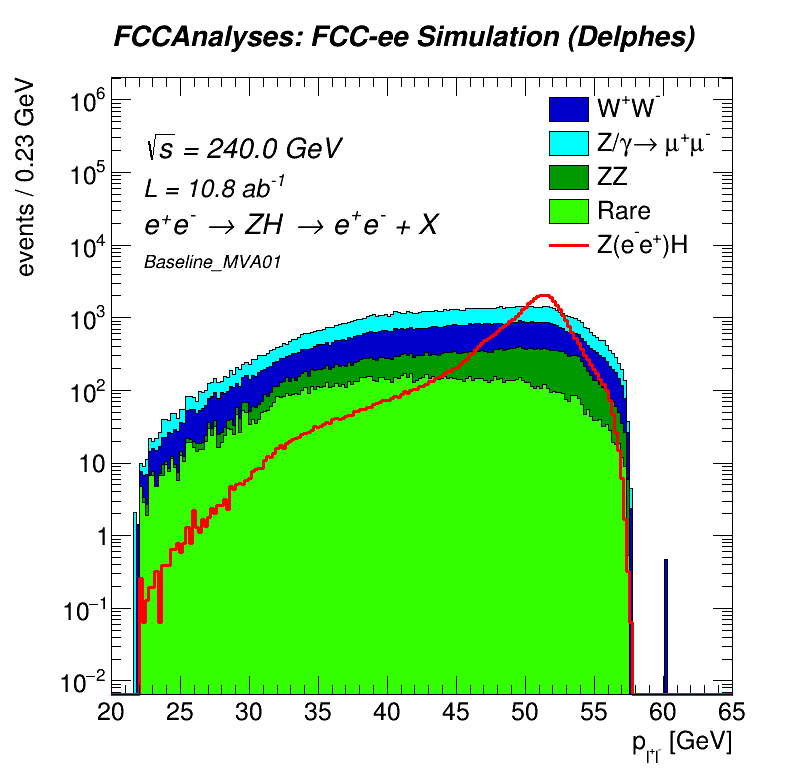 FCCAnalyses: FCC-ee Simulation (Delphes)
events / 0.23 GeV
10⁶
10⁵
10⁴
10³
10²
10
1
10⁻¹
10⁻²
√s = 240.0 GeV
L = 10.8 ab⁻¹
e⁺e⁻ → ZH → e⁺e⁻ + X
Baseline_MVA01
W⁺W⁻
Z/γ→ μ⁺μ⁻
ZZ
Rare
Z(e⁻e⁺)H
20 25 30 35 40 45 50 55 60 65
p_l⁺l⁻ [GeV]